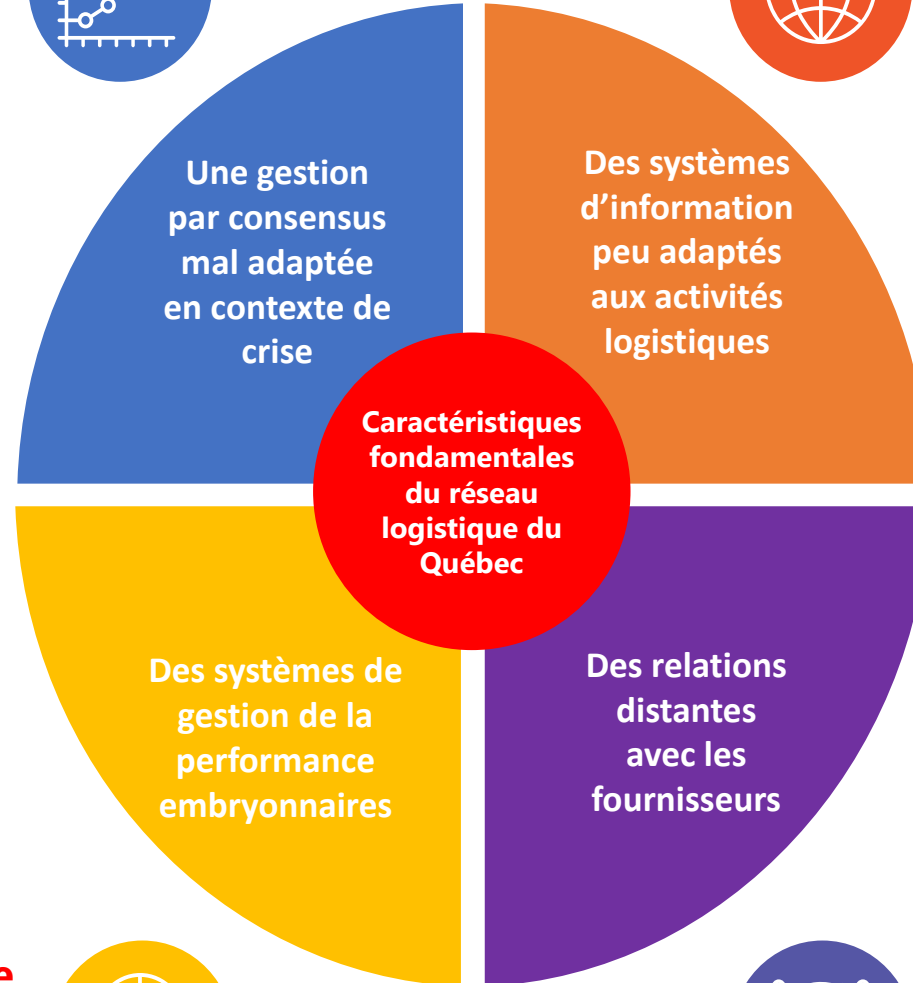 Une gestion
par consensus
mal adaptée
en contexte de
crise
Des systèmes
d’information
peu adaptés
aux activités
logistiques
Caractéristiques
fondamentales
du réseau
logistique du
Québec
Des systèmes de
gestion de la
performance
embryonnaires
Des relations
distantes
avec les
fournisseurs